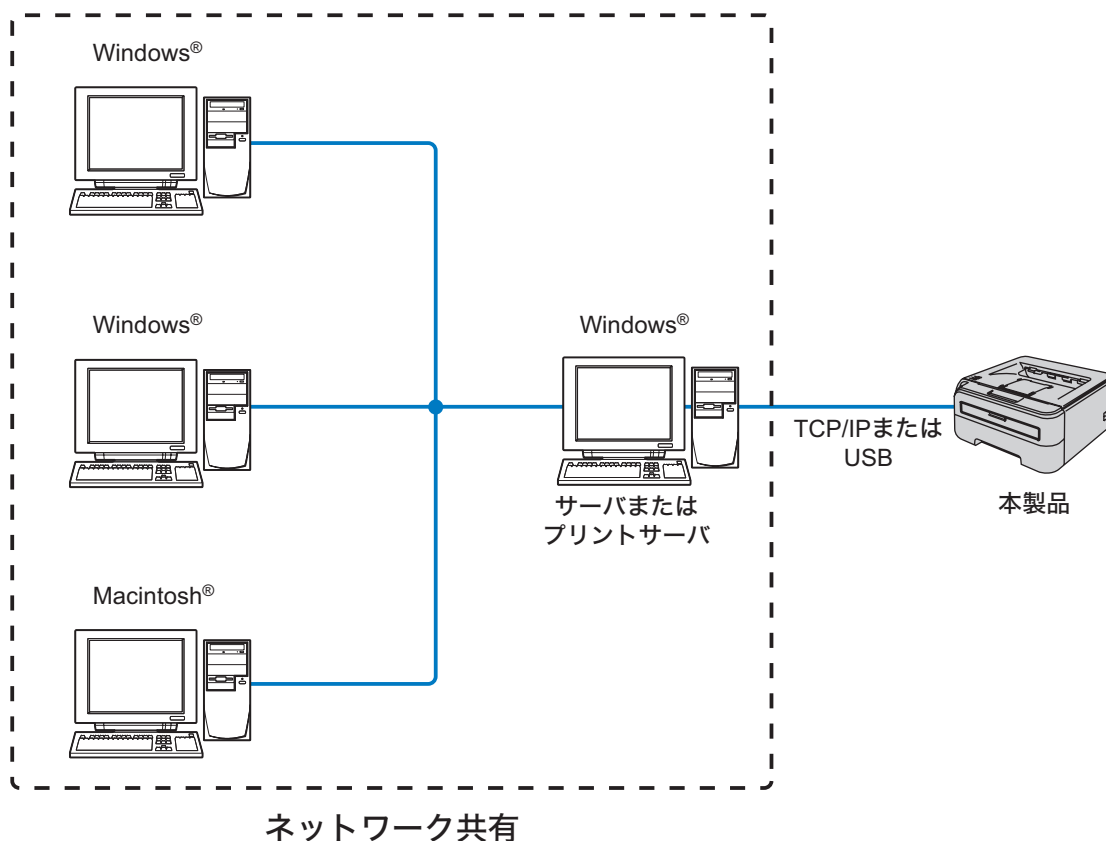 Windows®
Windows®
Windows®
サーバまたは
プリントサーバ
TCP/IPまたは
USB
本製品
Macintosh®
ネットワーク共有